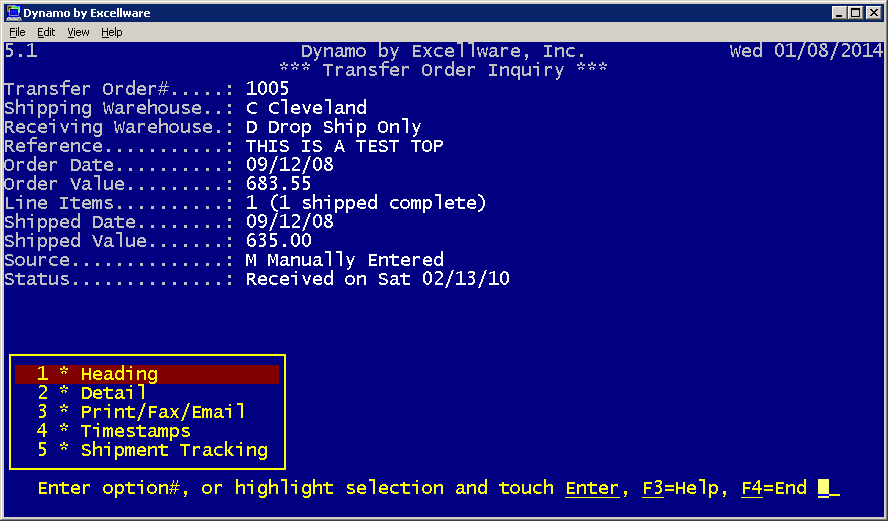 Dynamo by Excellware
File Edit View Help
5.1 Dynamo by Excellware, Inc. Wed 01/08/2014
*** Transfer Order Inquiry ***
Transfer Order#.....: 1005
Shipping Warehouse..: C Cleveland
Receiving Warehouse.: D Drop Ship Only
Reference...........: THIS IS A TEST TOP
Order Date..........: 09/12/08
Order Value.........: 683.55
Line Items..........: 1 (1 shipped complete)
Shipped Date........: 09/12/08
Shipped Value.......: 635.00
Source..............: M Manually Entered
Status..............: Received on Sat 02/13/10
1 * Heading
2 * Detail
3 * Print/Fax/Email
4 * Timestamps
5 * Shipment Tracking
Enter option#, or highlight selection and touch Enter, F3=Help, F4=End